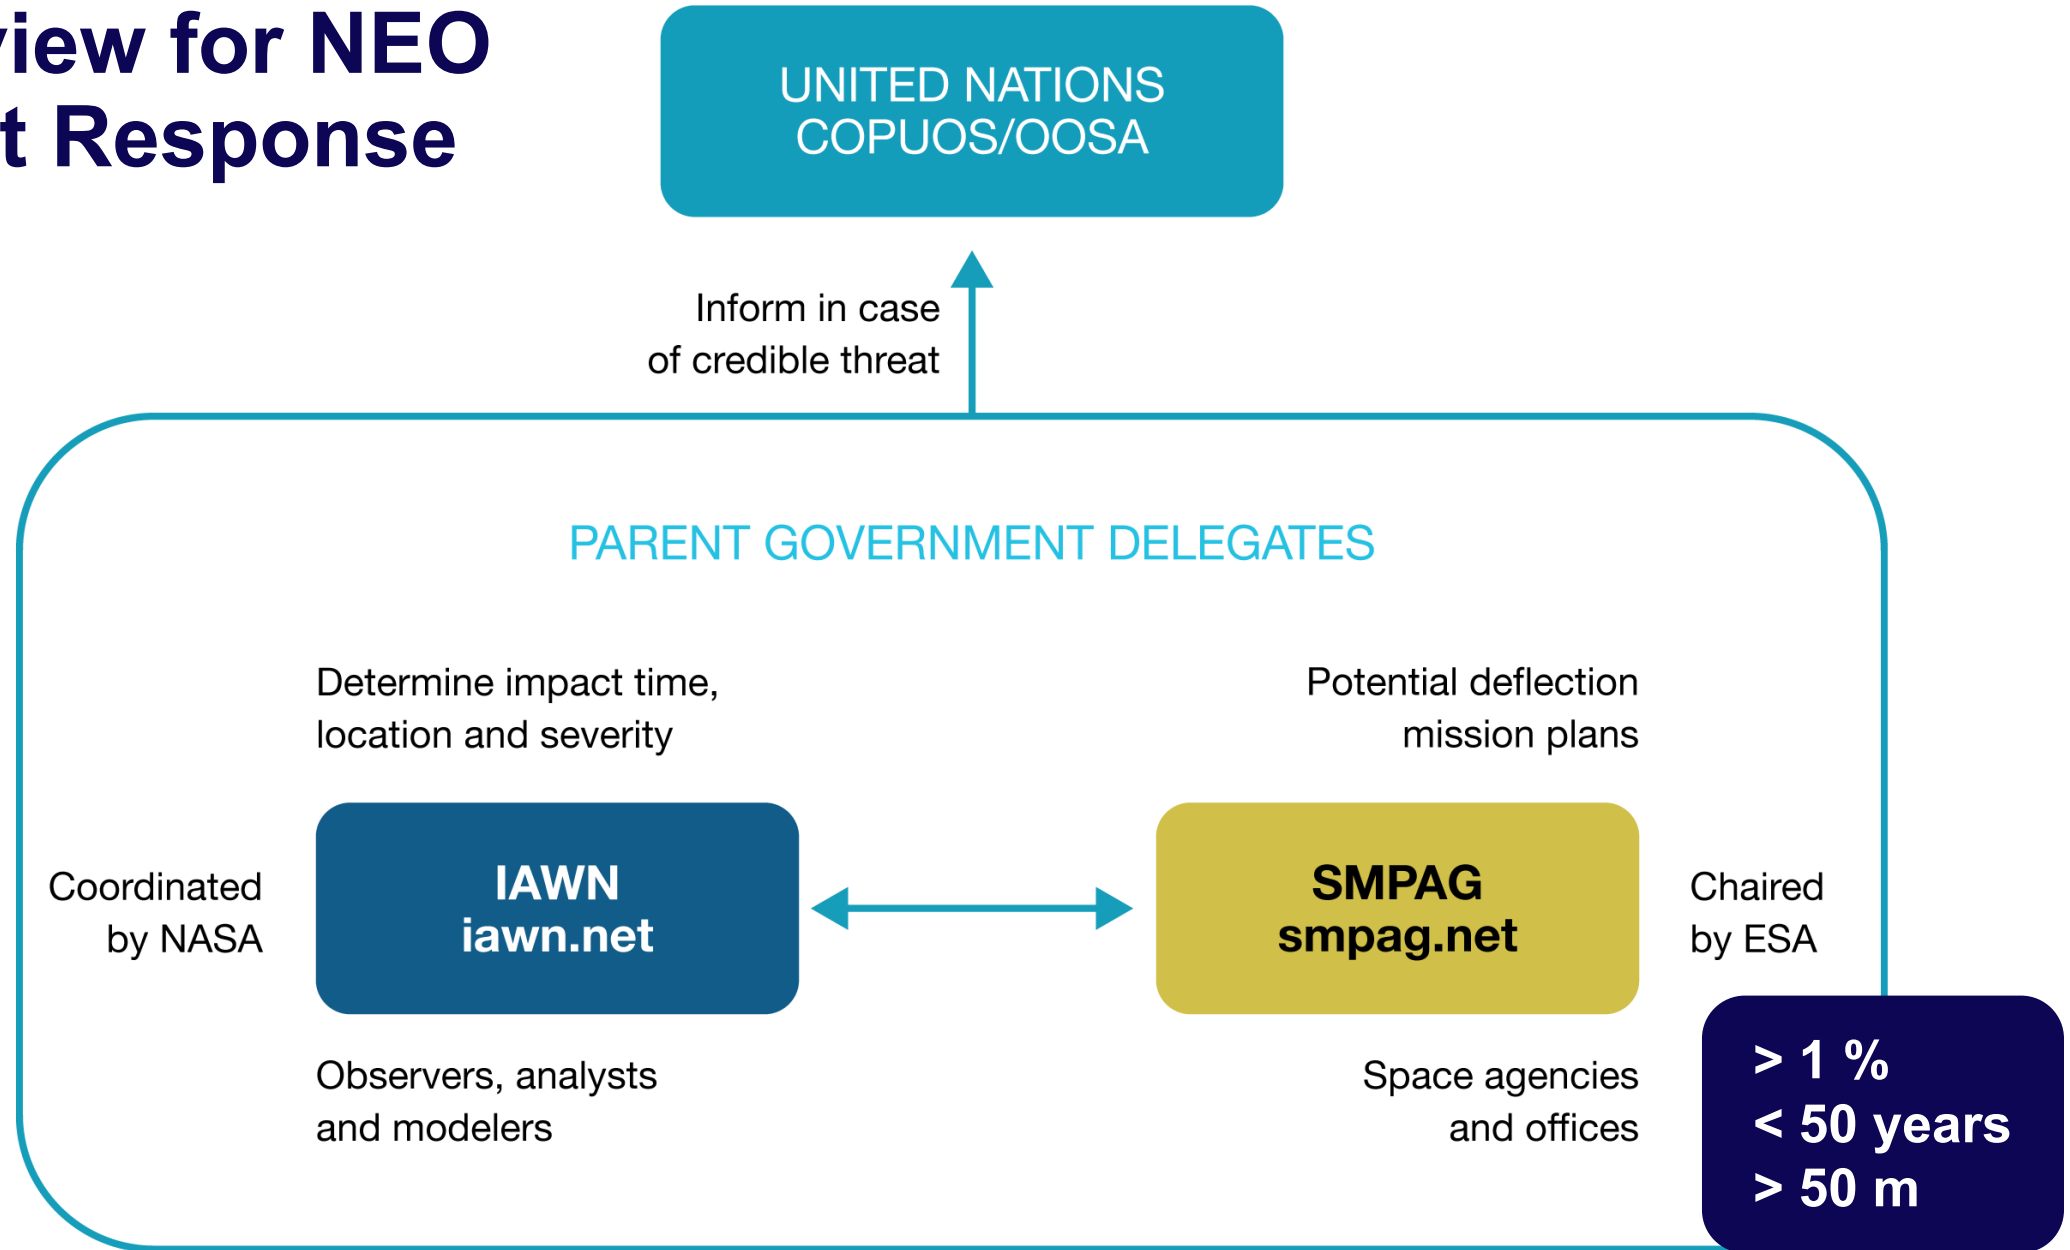 view for NEO
t Response
UNITED NATIONS
COPUOS/OOSA
Inform in case
of credible threat
PARENT GOVERNMENT DELEGATES
Determine impact time,
location and severity
Potential deflection
mission plans
Coordinated
by NASA
IAWN
iawn.net
SMPAG
smpag.net
Chaired
by ESA
Observers, analysts
and modelers
Space agencies
and offices
> 1 %
< 50 years
> 50 m